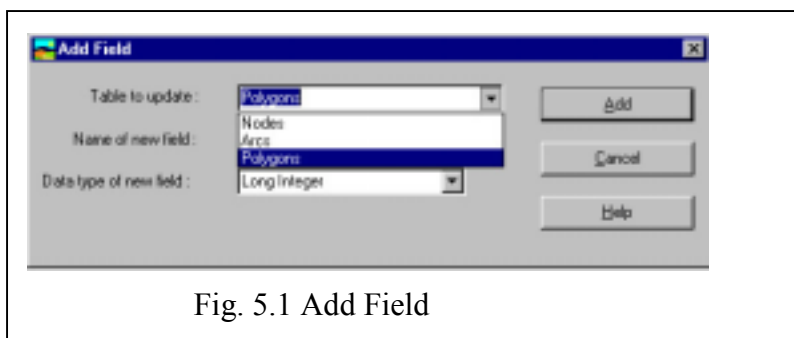 Add Field
Table to update :
Polygons
Add
Nodes
Name of new field :
Arcs
Polygons
Cancel
Data type of new field :
Long Integer
Help
Fig. 5.1 Add Field